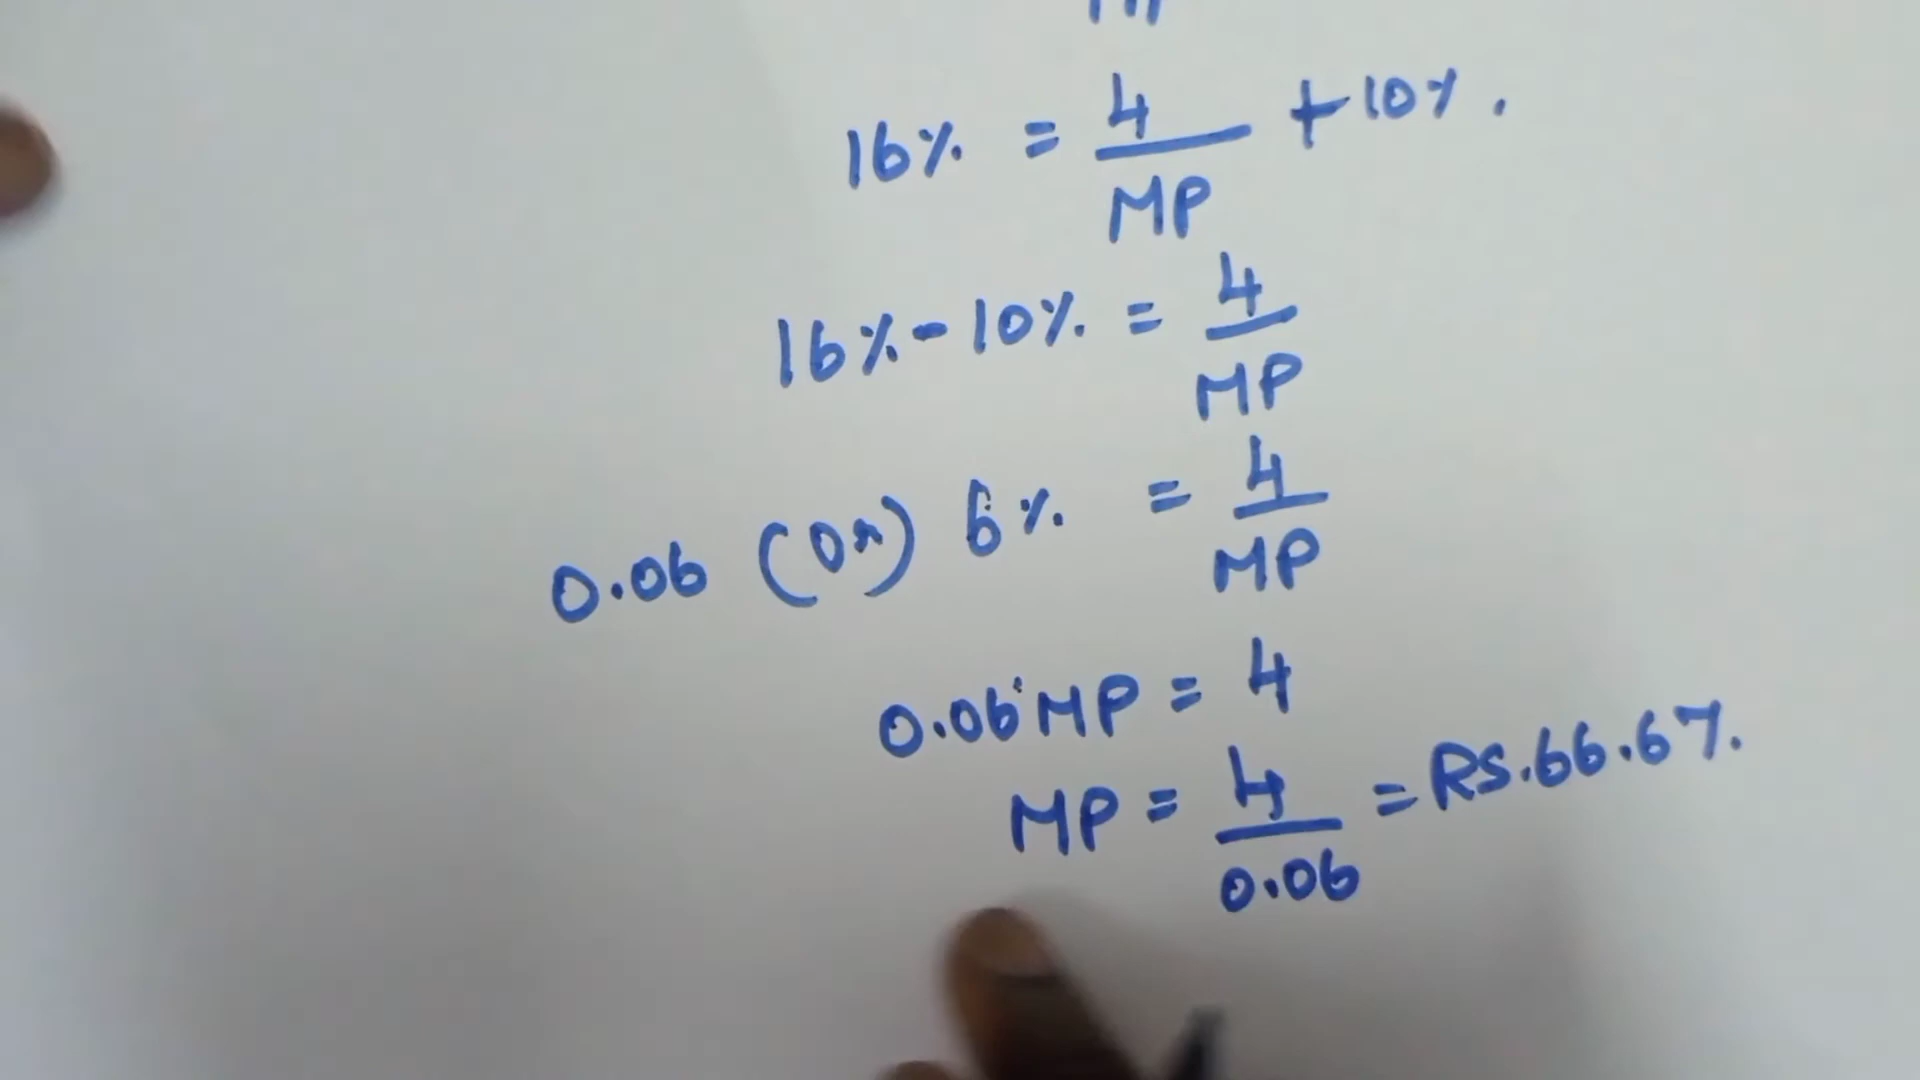 16% = 4/MP + 10%.
16% - 10% = 4/MP
0.06 (Or) 6% = 4/MP
0.06 MP = 4
MP = 4/0.06 = RS.66.67.